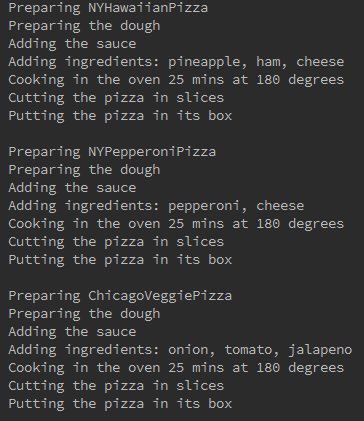 Preparing NYHawaiianPizza
Preparing the dough
Adding the sauce
Adding ingredients: pineapple, ham, cheese
Cooking in the oven 25 mins at 180 degrees
Cutting the pizza in slices
Putting the pizza in its box

Preparing NYPepperoniPizza
Preparing the dough
Adding the sauce
Adding ingredients: pepperoni, cheese
Cooking in the oven 25 mins at 180 degrees
Cutting the pizza in slices
Putting the pizza in its box

Preparing ChicagoVeggiePizza
Preparing the dough
Adding the sauce
Adding ingredients: onion, tomato, jalapeno
Cooking in the oven 25 mins at 180 degrees
Cutting the pizza in slices
Putting the pizza in its box